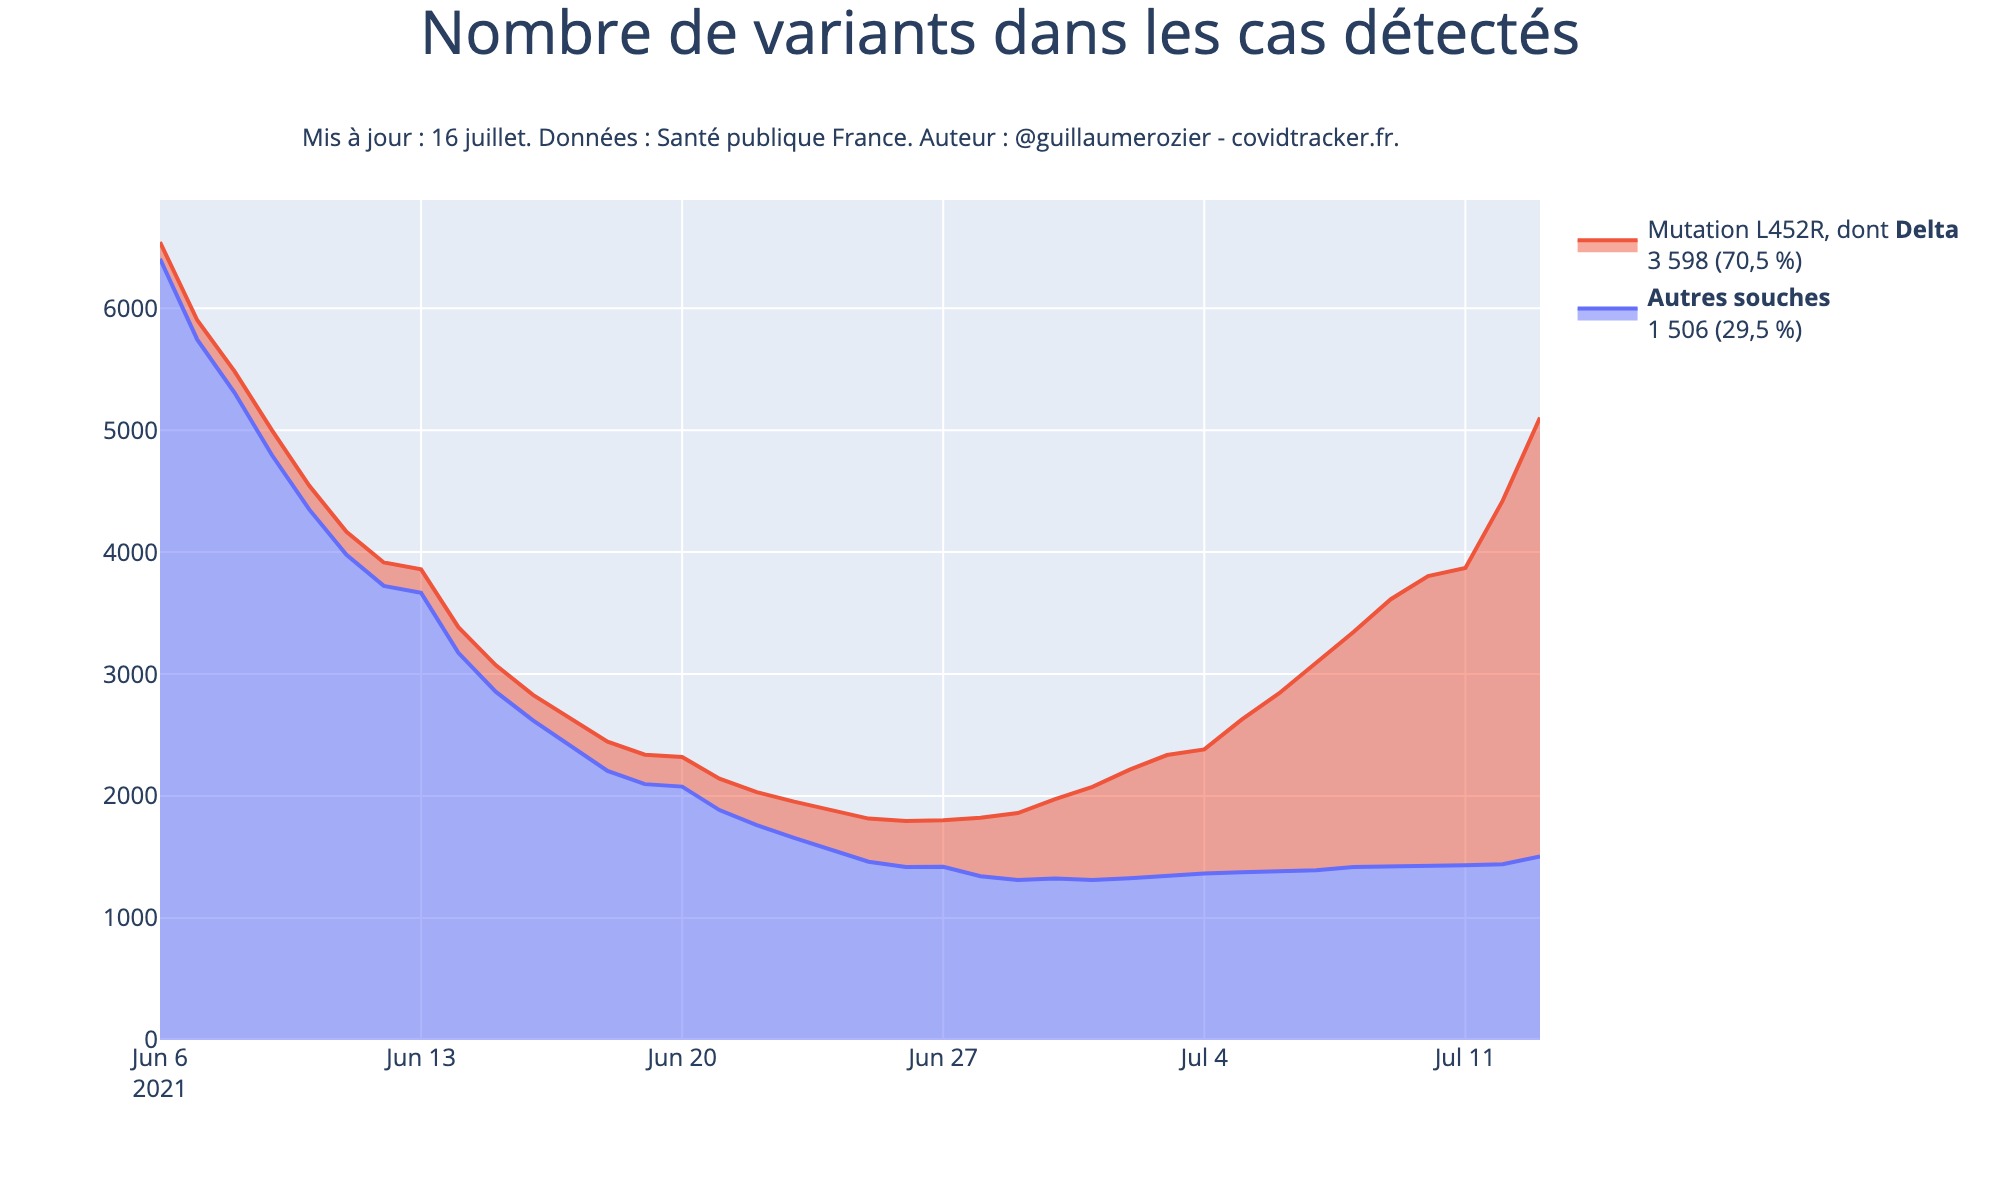 Nombre de variants dans les cas détectés
Mis à jour : 16 juillet. Données : Santé publique France. Auteur : @guillaumerozier - covidtracker.fr.
Mutation L452R, dont Delta
3 598 (70,5 %)
Autres souches
1 506 (29,5 %)
6000
5000
4000
3000
2000
1000
0
Jun 6 Jun 13 Jun 20 Jun 27 Jul 4 Jul 11
2021